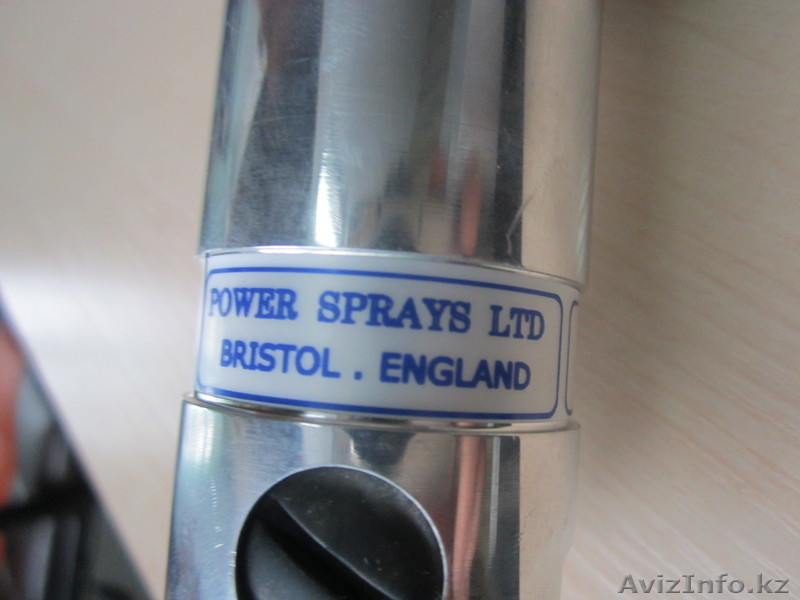 POWER SPRAYS LTD
BRISTOL . ENGLAND
AvizInfo.kz